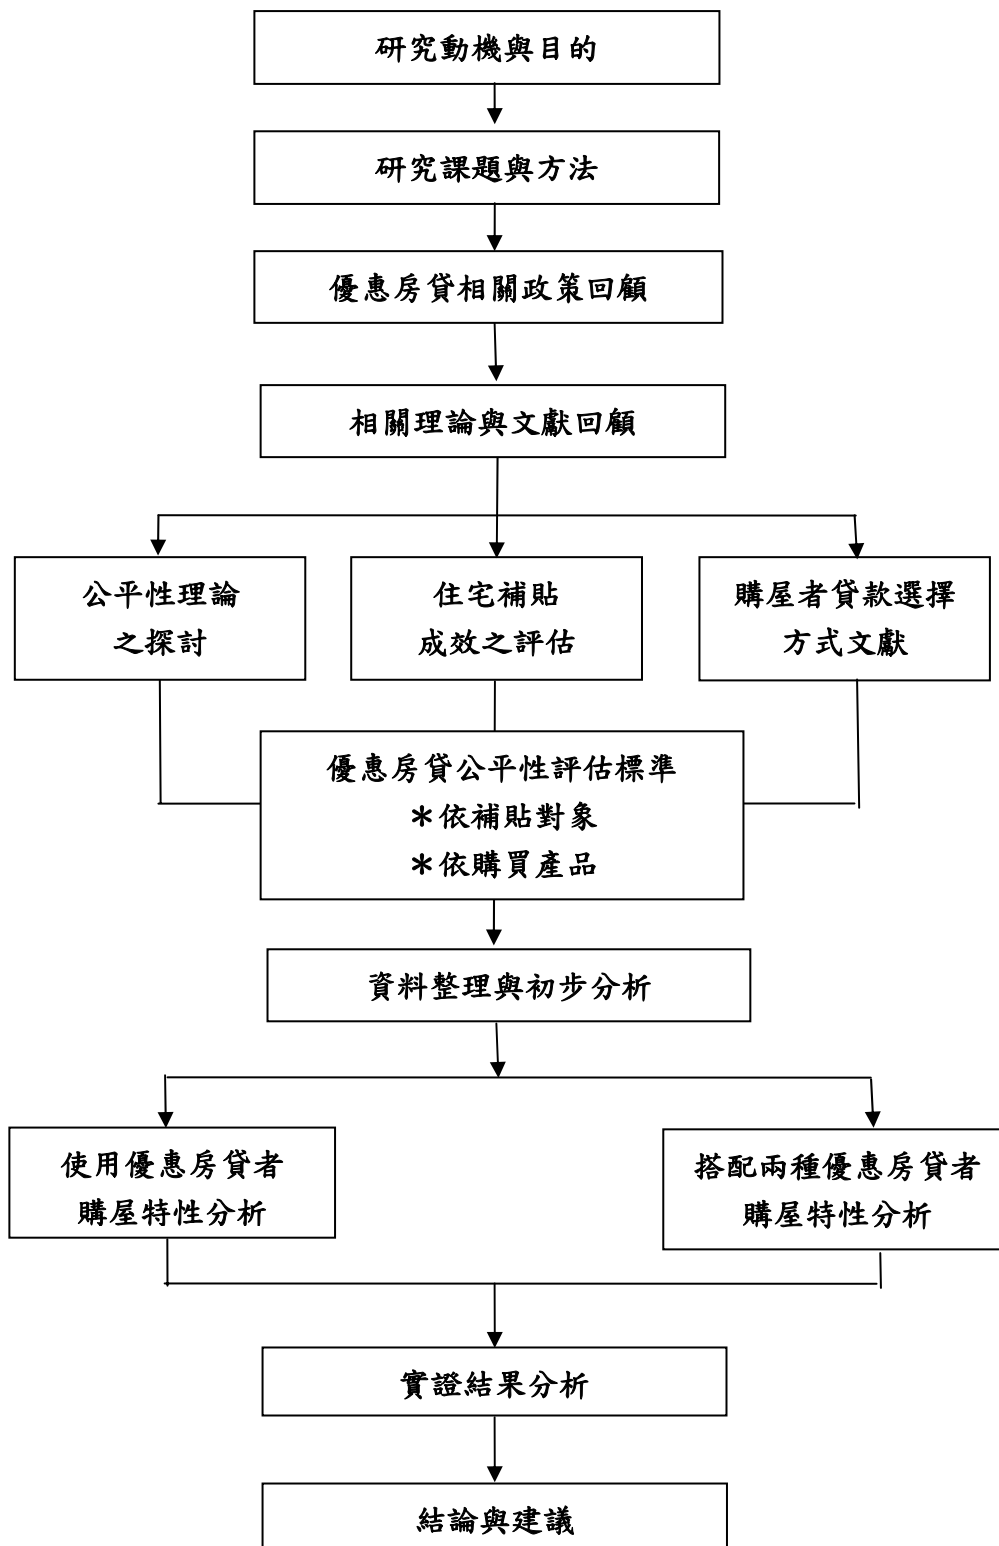 研究動機與目的
研究課題與方法
優惠房貸相關政策回顧
相關理論與文獻回顧
公平性理論
之探討
住宅補貼
成效之評估
購屋者貸款選擇
方式文獻
優惠房貸公平性評估標準
＊依補貼對象
＊依購買產品
資料整理與初步分析
使用優惠房貸者
購屋特性分析
搭配兩種優惠房貸者
購屋特性分析
實證結果分析
結論與建議